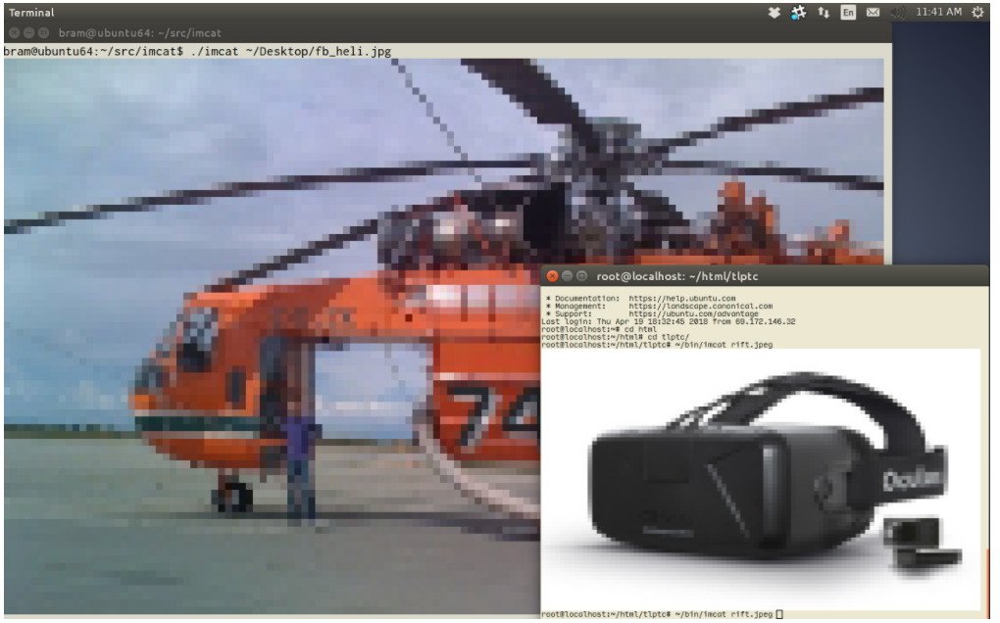 Terminal
En
11:41 AM
bram@ubuntu64: ~/src/imcat
bram@ubuntu64:~/src/imcat$ ./imcat ~/Desktop/fb_heli.jpg
74
root@localhost: ~/html/tlptc
* Documentation: https://help.ubuntu.com
* Management: https://landscape.canonical.com
* Support: https://ubuntu.com/advantage
Last login: Thu Apr 19 18:32:45 2018 from 69.172.146.32
root@localhost:~# cd html
root@localhost:~/html# cd tlptc/
root@localhost:~/html/tlptc# ~/bin/imcat rift.jpeg
root@localhost:~/html/tlptc# ~/bin/imcat rift.jpeg